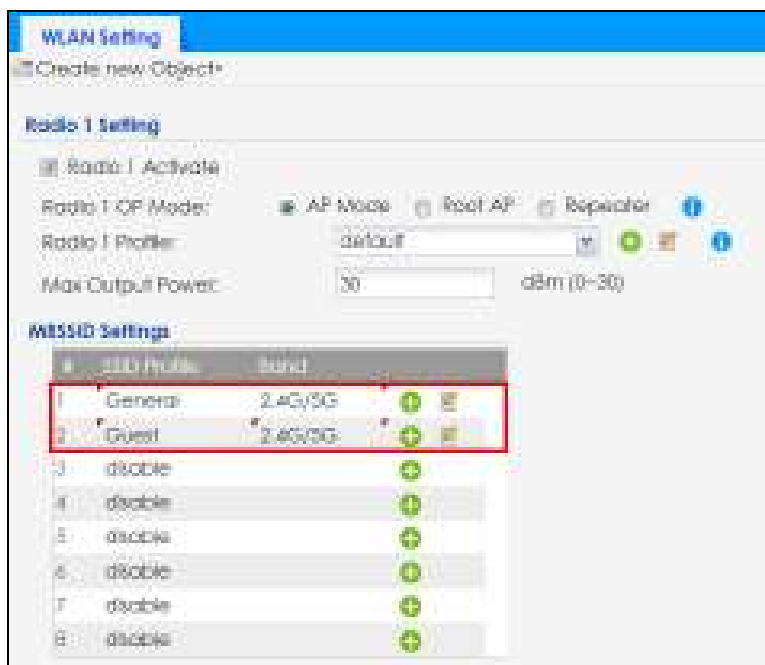 WLAN Setting
Create new Object
Radio 1 Setting
Radio 1 Activate
Radio 1 OP Mode: AP Mode Root AP Repeater
Radio 1 Profile: default
Max Output Power: 30 dBm (0~30)
MBSSID Settings
# SSID Profile Band
1 General 2.4G/5G
2 Guest 2.4G/5G
3 disable
4 disable
5 disable
6 disable
7 disable
8 disable